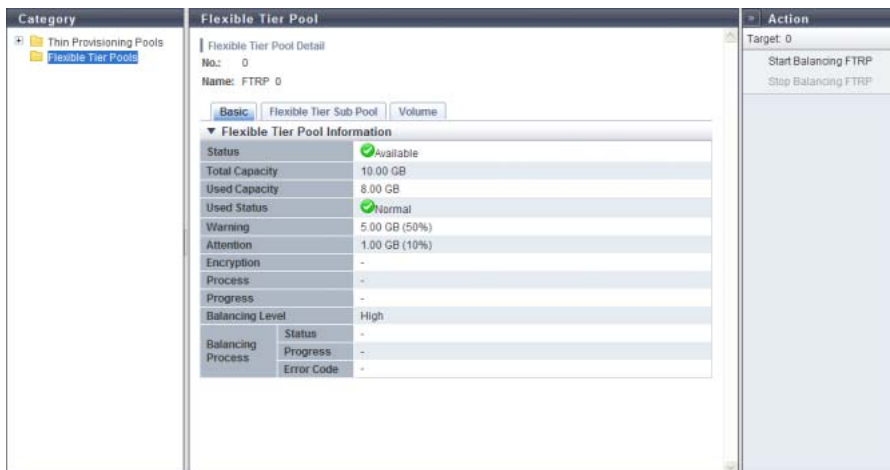 Category
Thin Provisioning Pools
Flexible Tier Pools
Flexible Tier Pool
Flexible Tier Pool Detail
No.: 0
Name: FTRP 0
Basic Flexible Tier Sub Pool Volume
Flexible Tier Pool Information
Status Available
Total Capacity 10.00 GB
Used Capacity 8.00 GB
Used Status Normal
Warning 5.00 GB (50%)
Attention 1.00 GB (10%)
Encryption -
Process -
Progress -
Balancing Level High
Balancing Process
Status -
Progress -
Error Code -
» Action
Target: 0
Start Balancing FTRP
Stop Balancing FTRP